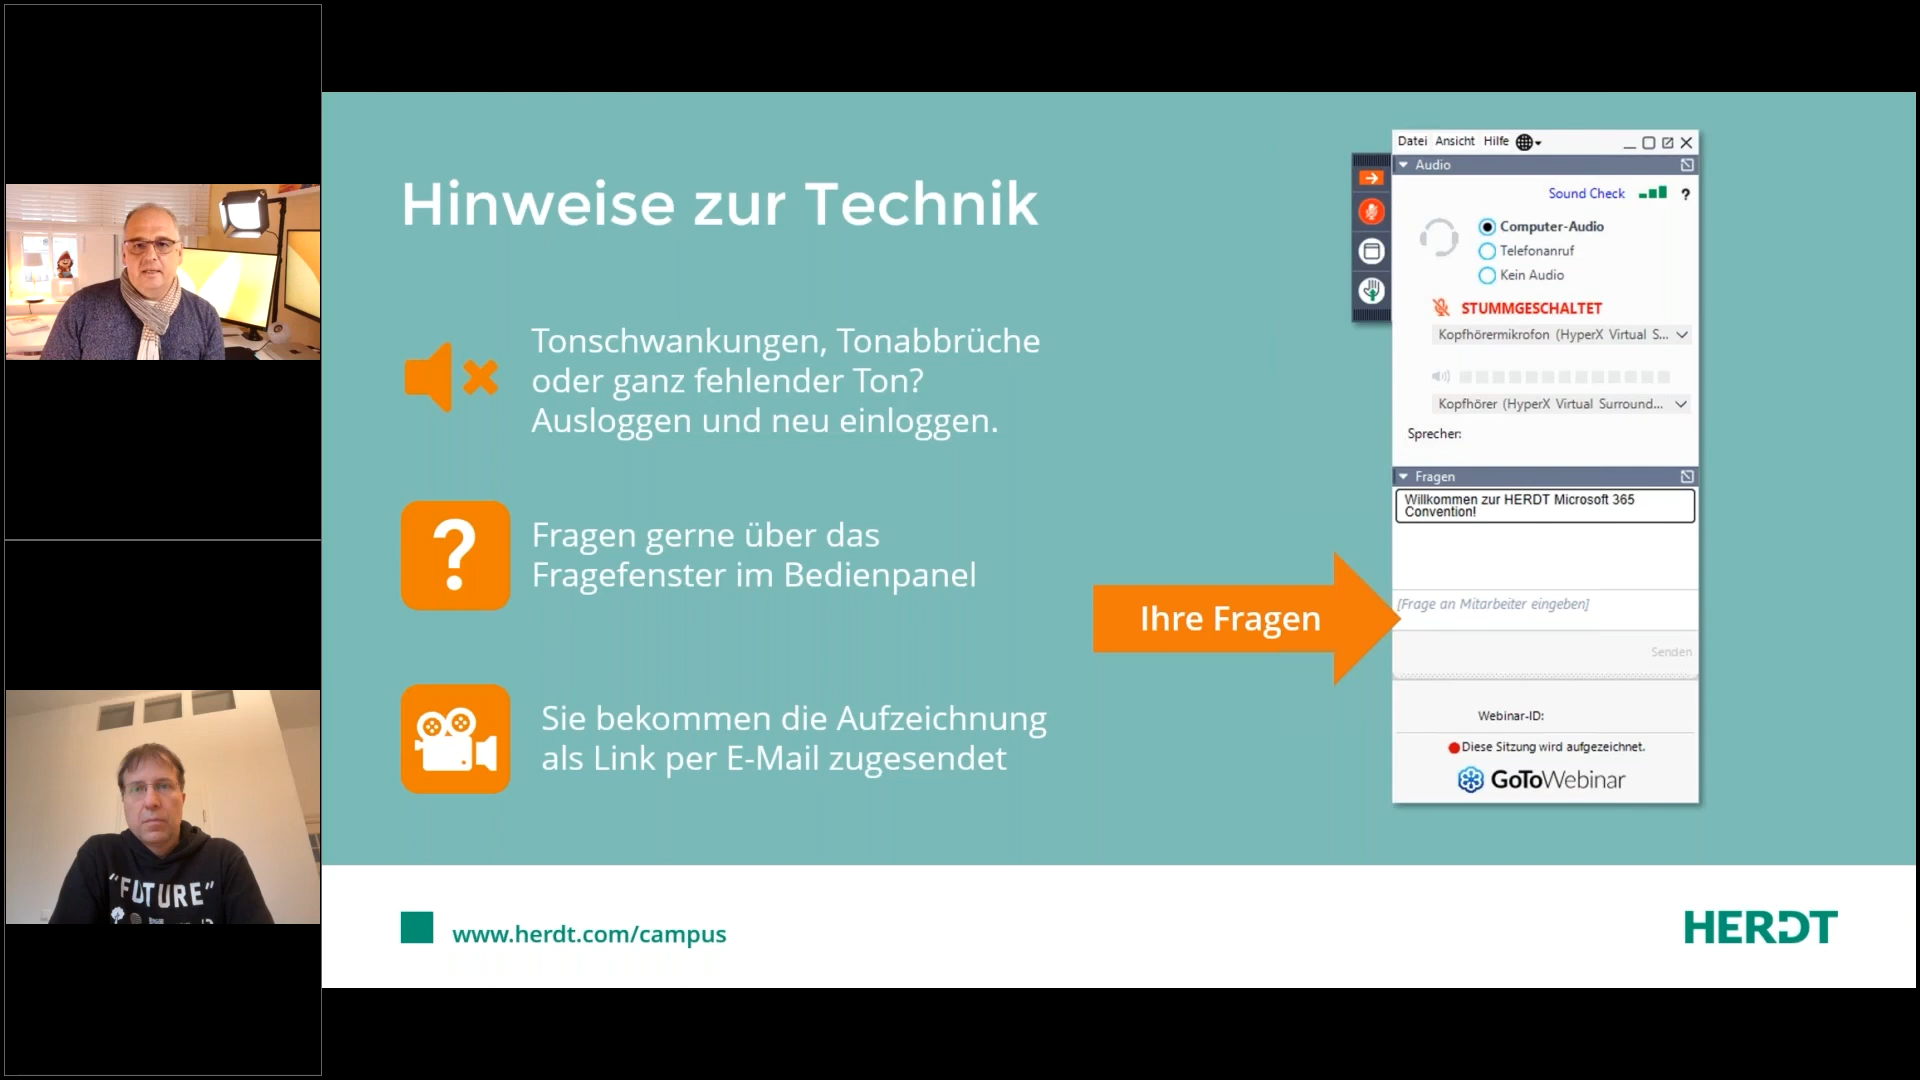 Hinweise zur Technik
Tonschwankungen, Tonabbrüche
oder ganz fehlender Ton?
Ausloggen und neu einloggen.
?
Fragen gerne über das
Fragefenster im Bedienpanel
Sie bekommen die Aufzeichnung
als Link per E-Mail zugesendet
Ihre Fragen
Datei Ansicht Hilfe
Audio
Sound Check ?
Computer-Audio
Telefonanruf
Kein Audio
STUMMGESCHALTET
Kopfhörermikrofon (HyperX Virtual S...
Kopfhörer (HyperX Virtual Surround...
Sprecher:
Fragen
Willkommen zur HERDT Microsoft 365
Convention!
[Frage an Mitarbeiter eingeben]
Senden
Webinar-ID:
Diese Sitzung wird aufgezeichnet.
GoToWebinar
www.herdt.com/campus
HERDT
"FUTURE"